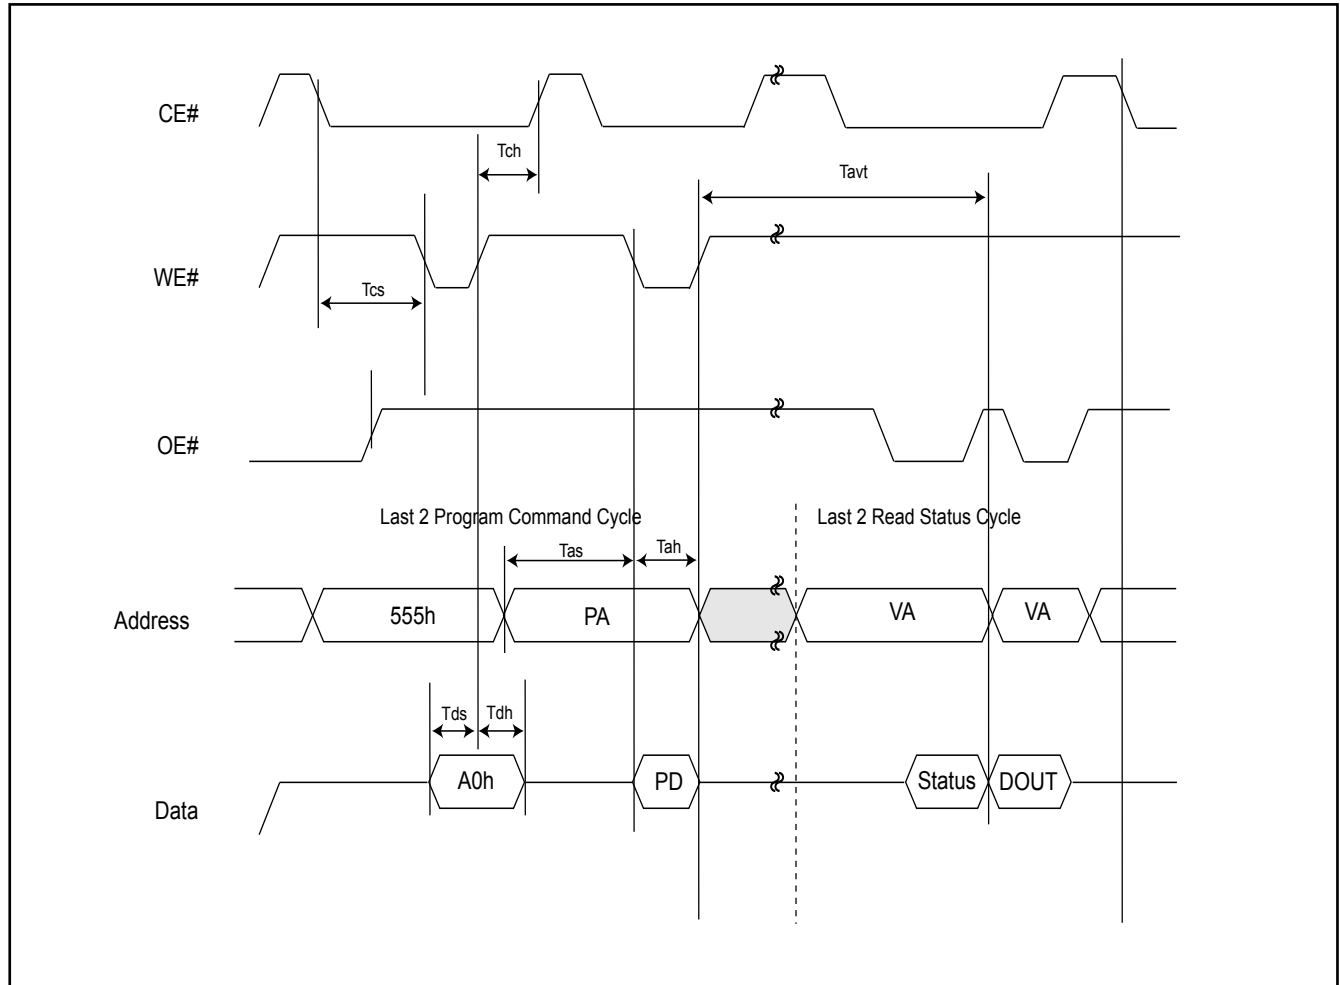 CE#
Tch
Tavt
WE#
Tcs
OE#
Last 2 Program Command Cycle
Last 2 Read Status Cycle
Tas
Tah
Address
555h
PA
VA
VA
Tds
Tdh
Data
A0h
PD
Status
DOUT